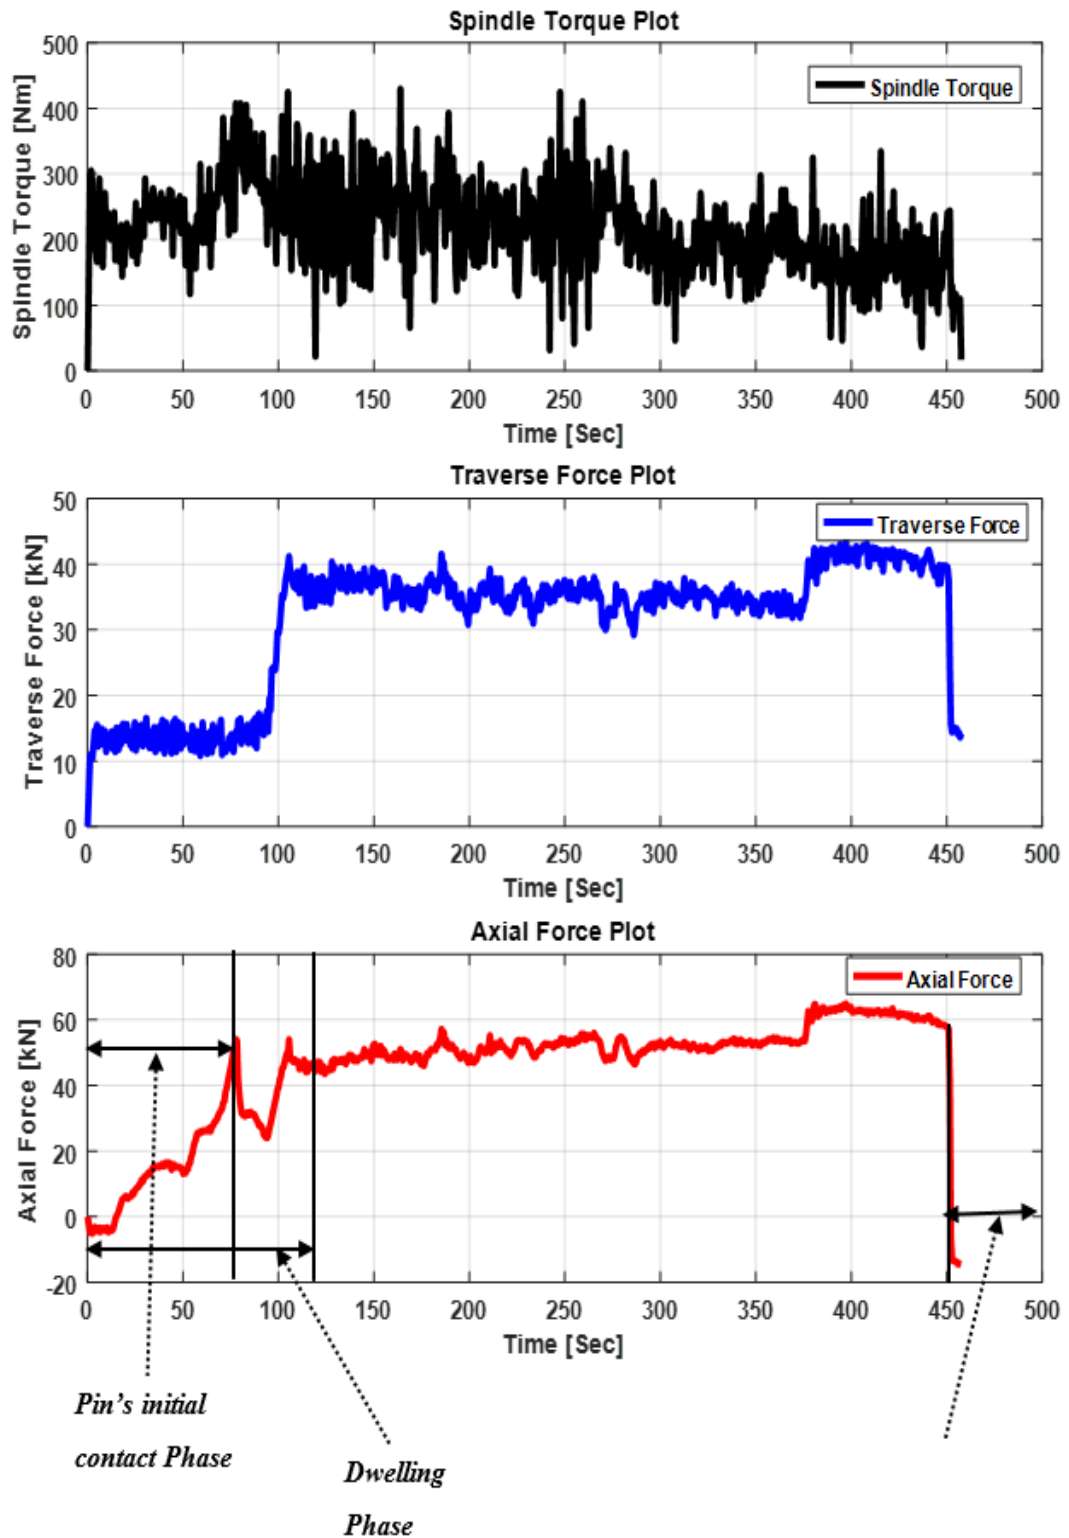 Spindle Torque Plot
500
400
300
200
100
0
Spindle Torque [Nm]
Spindle Torque
0 50 100 150 200 250 300 350 400 450 500
Time [Sec]
Traverse Force Plot
50
40
30
20
10
0
Traverse Force [kN]
Traverse Force
0 50 100 150 200 250 300 350 400 450 500
Time [Sec]
Axial Force Plot
80
60
40
20
0
-20
Axial Force [kN]
Axial Force
0 50 100 150 200 250 300 350 400 450 500
Time [Sec]
Pin's initial
contact Phase
Dwelling
Phase